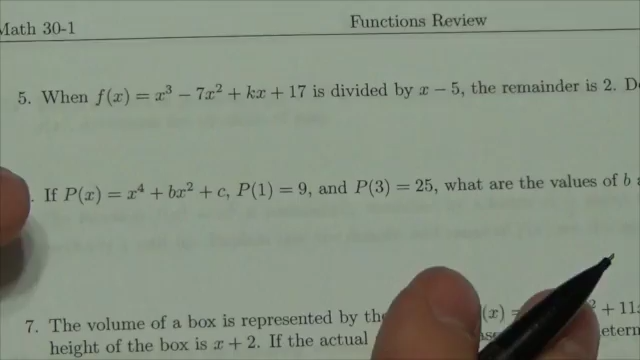 Math 30-1 Functions Review
5. When f(x) = x³ − 7x² + kx + 17 is divided by x − 5, the remainder is 2.
If P(x) = x⁴ + bx² + c, P(1) = 9, and P(3) = 25, what are the values of b
7. The volume of a box is represented by the (x) = + 11
height of the box is x + 2. If the actual